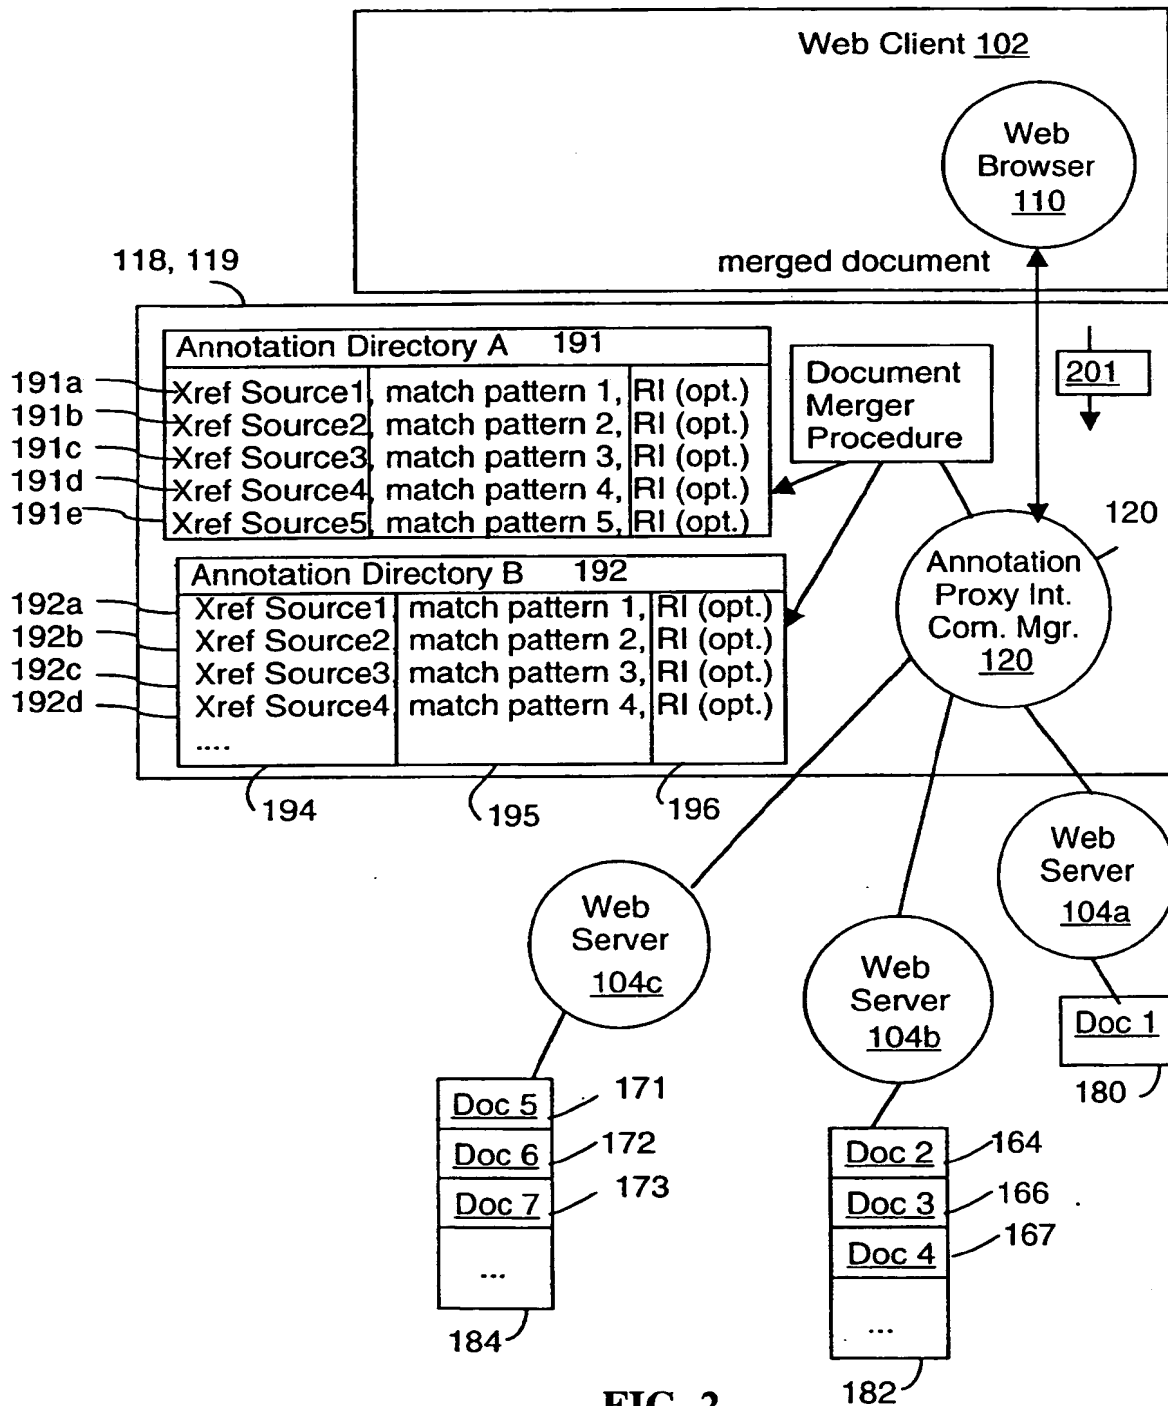 Web Client 102
Web
Browser
110
merged document
118, 119
Annotation Directory A 191
191a Xref Source1, match pattern 1, RI (opt.)
191b Xref Source2, match pattern 2, RI (opt.)
191c Xref Source3, match pattern 3, RI (opt.)
191d Xref Source4, match pattern 4, RI (opt.)
191e Xref Source5, match pattern 5, RI (opt.)
Document
Merger
Procedure
201
120
Annotation
Proxy Int.
Com. Mgr.
120
Annotation Directory B 192
192a Xref Source1, match pattern 1, RI (opt.)
192b Xref Source2, match pattern 2, RI (opt.)
192c Xref Source3, match pattern 3, RI (opt.)
192d Xref Source4, match pattern 4, RI (opt.)
....
194
195
196
Web
Server
104a
Doc 1
180
Web
Server
104c
Doc 5 171
Doc 6 172
Doc 7 173
...
184
Web
Server
104b
Doc 2 164
Doc 3 166
Doc 4 167
...
182
FIG. 2